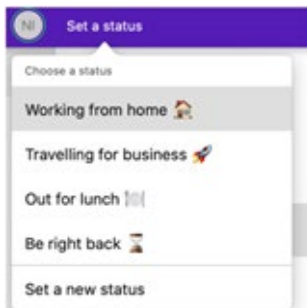 NI Set a status
Choose a status
Working from home 🏠
Travelling for business 🚀
Out for lunch 🍽️
Be right back ⏳
Set a new status